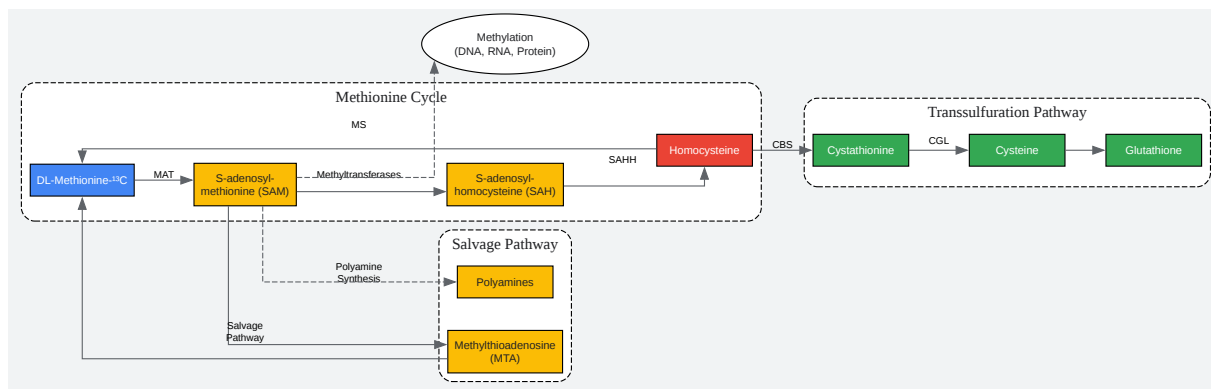 Methylation
(DNA, RNA, Protein)
Methionine Cycle
Transsulfuration Pathway
MS
Homocysteine
CBS
Cystathionine
CGL
Cysteine
Glutathione
SAHH
DL-Methionine-¹³C
MAT
S-adenosyl-
methionine (SAM)
Methyltransferases
S-adenosyl-
homocysteine (SAH)
Salvage Pathway
Polyamine
Synthesis
Polyamines
Salvage
Pathway
Methylthioadenosine
(MTA)